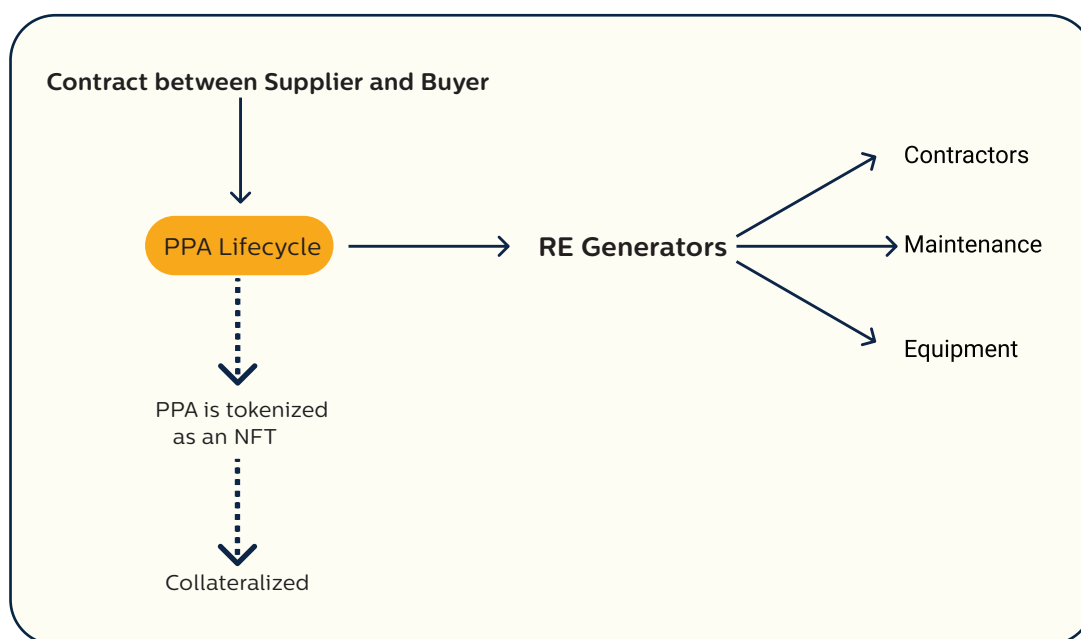 Contract between Supplier and Buyer
Contractors
PPA Lifecycle
RE Generators
Maintenance
Equipment
PPA is tokenized
as an NFT
Collateralized